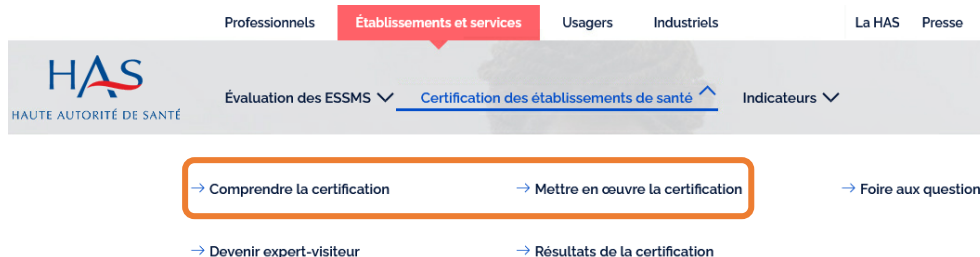 Professionnels Établissements et services Usagers Industriels La HAS Presse
HAS
HAUTE AUTORITÉ DE SANTÉ
Évaluation des ESSMS Certification des établissements de santé Indicateurs
→ Comprendre la certification → Mettre en œuvre la certification → Foire aux question
→ Devenir expert-visiteur → Résultats de la certification